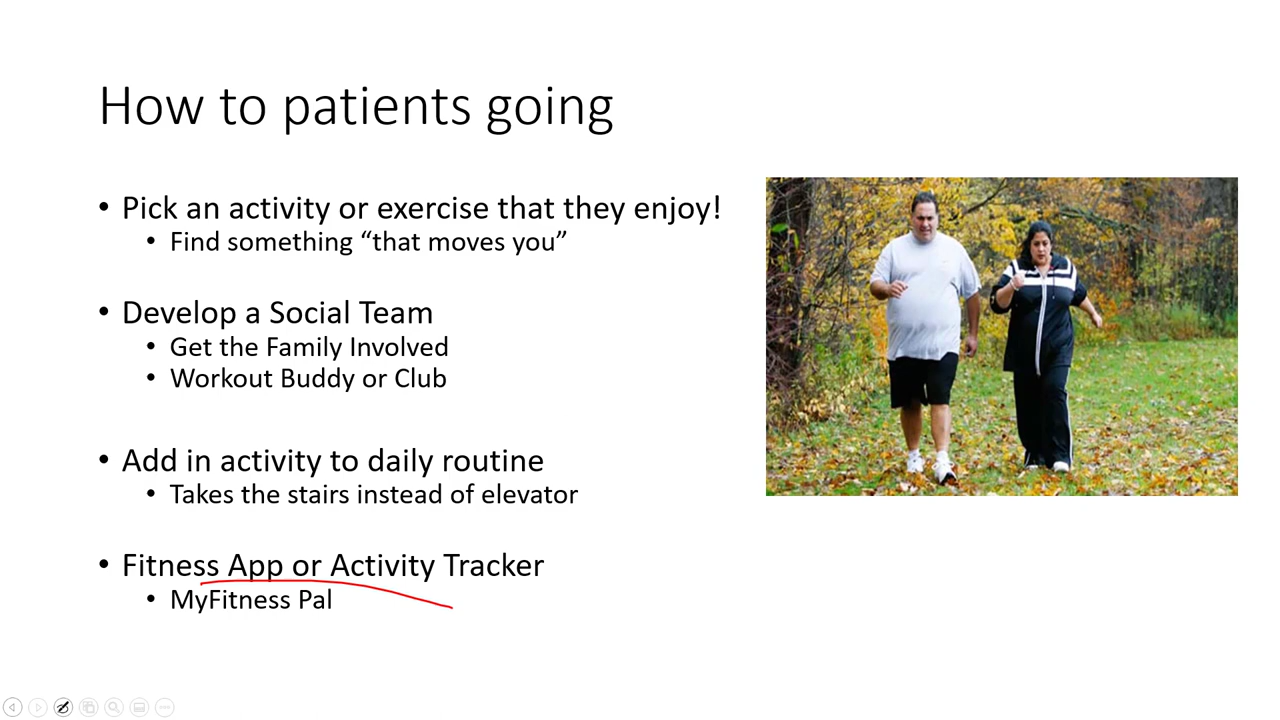 How to patients going
• Pick an activity or exercise that they enjoy!
• Find something “that moves you”
• Develop a Social Team
• Get the Family Involved
• Workout Buddy or Club
• Add in activity to daily routine
• Takes the stairs instead of elevator
• Fitness App or Activity Tracker
• MyFitness Pal